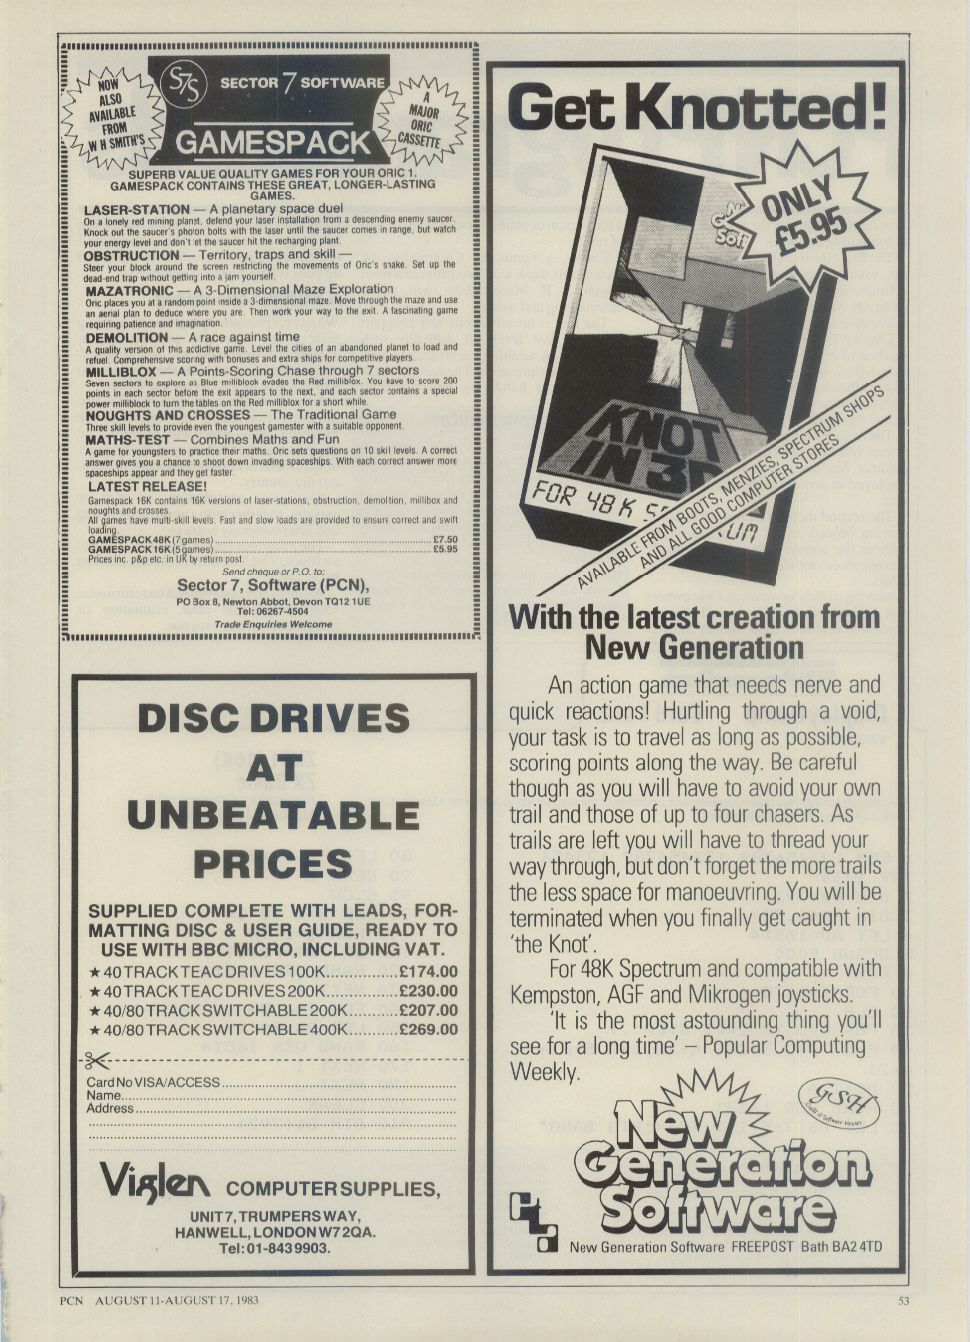 NOW
ALSO
AVAILABLE
FROM
W H SMITH'S
S7S
SECTOR 7 SOFTWARE
GAMESPACK
A
MAJOR
ORIC
CASSETTE
SUPERB VALUE QUALITY GAMES FOR YOUR ORIC 1.
GAMESPACK CONTAINS THESE GREAT, LONGER-LASTING
GAMES.
LASER-STATION — A planetary space duel
On a lonely red mining planet, defend your laser installation from a descending enemy saucer.
Knock out the saucer's photon bolts with the laser until the saucer comes in range, but watch
your energy level and don't let the saucer hit the recharging plant.
OBSTRUCTION — Territory, traps and skill —
Steer your block around the screen restricting the movements of Oric's snake. Set up the
dead-end trap without getting into a jam yourself.
MAZATRONIC — A 3-Dimensional Maze Exploration
Oric places you at a random point inside a 3-dimensional maze. Move through the maze and use
an aerial plan to deduce where you are. Then work your way to the exit. A fascinating game
requiring patience and imagination.
DEMOLITION — A race against time
A quality version of this acdictive game. Level the cities of an abandoned planet to load and
refuel. Comprehensive scoring with bonuses and extra ships for competitive players.
MILLIBLOX — A Points-Scoring Chase through 7 sectors
Seven sectors to explore as Blue milliblock evades the Red milliblox. You have to score 200
points in each sector before the exit appears to the next, and each sector contains a special
power milliblock to turn the tables on the Red milliblox for a short while.
NOUGHTS AND CROSSES — The Traditional Game
Three skill levels to provide even the youngest gamester with a suitable opponent.
MATHS-TEST — Combines Maths and Fun
A game for youngsters to practice their maths. Oric sets questions on 10 skill levels. A correct
answer gives you a chance to shoot down invading spaceships. With each correct answer more
spaceships appear and they get faster.
LATEST RELEASE!
Gamespack 16K contains 16K versions of laser-stations, obstruction, demolition, millibox and
noughts and crosses.
All games have multi-skill levels. Fast and slow loads are provided to ensure correct and swift
loading.
GAMESPACK 48K (7 games)..........£7.50
GAMESPACK 16K (5 games)..........£5.95
Prices inc. p&p etc. in UK by return post.
Send cheque or P.O. to:
Sector 7, Software (PCN),
PO Box 8, Newton Abbot, Devon TQ12 1UE
Tel: 06267-4504
Trade Enquiries Welcome
DISC DRIVES
AT
UNBEATABLE
PRICES
SUPPLIED COMPLETE WITH LEADS, FOR-
MATTING DISC & USER GUIDE, READY TO
USE WITH BBC MICRO, INCLUDING VAT.
★ 40 TRACK TEAC DRIVES 100K..........£174.00
★ 40 TRACK TEAC DRIVES 200K..........£230.00
★ 40/80 TRACK SWITCHABLE 200K..........£207.00
★ 40/80 TRACK SWITCHABLE 400K..........£269.00
Card No VISA/ACCESS..........
Name..........
Address..........
Viglen COMPUTER SUPPLIES,
UNIT 7, TRUMPERS WAY,
HANWELL, LONDON W7 2QA.
Tel: 01-843 9903.
Get Knotted!
ONLY
£5.95
KNOT
IN 3D
FOR 48K
AVAILABLE FROM BOOTS, MENZIES, SPECTRUM SHOPS
AND ALL GOOD COMPUTER STORES
With the latest creation from
New Generation
An action game that needs nerve and
quick reactions! Hurtling through a void,
your task is to travel as long as possible,
scoring points along the way. Be careful
though as you will have to avoid your own
trail and those of up to four chasers. As
trails are left you will have to thread your
way through, but don't forget the more trails
the less space for manoeuvring. You will be
terminated when you finally get caught in
'the Knot'.
For 48K Spectrum and compatible with
Kempston, AGF and Mikrogen joysticks.
'It is the most astounding thing you'll
see for a long time' – Popular Computing
Weekly.
GSH
Guild of Software Houses
New
Generation
Software
New Generation Software FREEPOST Bath BA2 4TD
PCN AUGUST 11-AUGUST 17, 1983
53